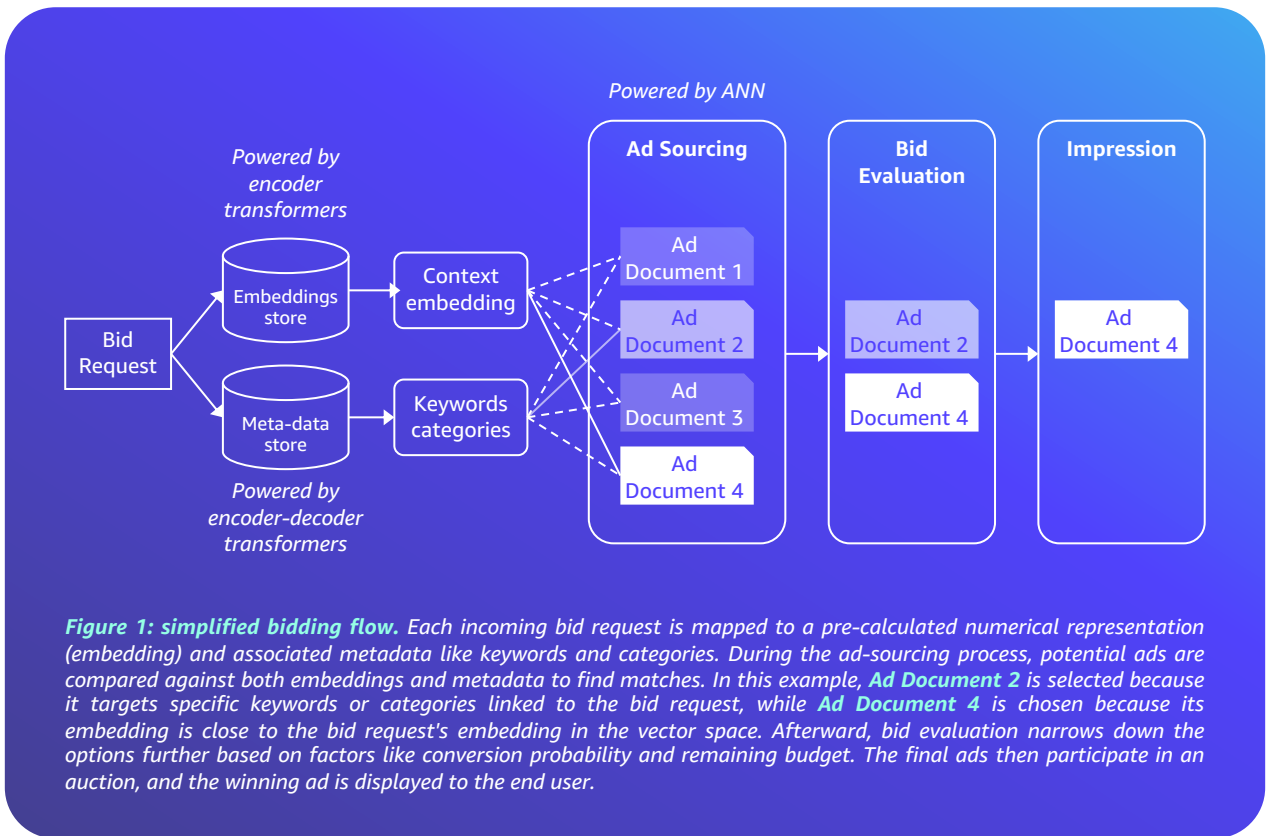 Powered by ANN
Powered by
encoder
transformers
Bid
Request
Embeddings
store
Meta-data
store
Powered by
encoder-decoder
transformers
Context
embedding
Keywords
categories
Ad Sourcing
Ad
Document 1
Ad
Document 2
Ad
Document 3
Ad
Document 4
Bid
Evaluation
Ad
Document 2
Ad
Document 4
Impression
Ad
Document 4
Figure 1: simplified bidding flow. Each incoming bid request is mapped to a pre-calculated numerical representation
(embedding) and associated metadata like keywords and categories. During the ad-sourcing process, potential ads are
compared against both embeddings and metadata to find matches. In this example, Ad Document 2 is selected because
it targets specific keywords or categories linked to the bid request, while Ad Document 4 is chosen because its
embedding is close to the bid request's embedding in the vector space. Afterward, bid evaluation narrows down the
options further based on factors like conversion probability and remaining budget. The final ads then participate in an
auction, and the winning ad is displayed to the end user.